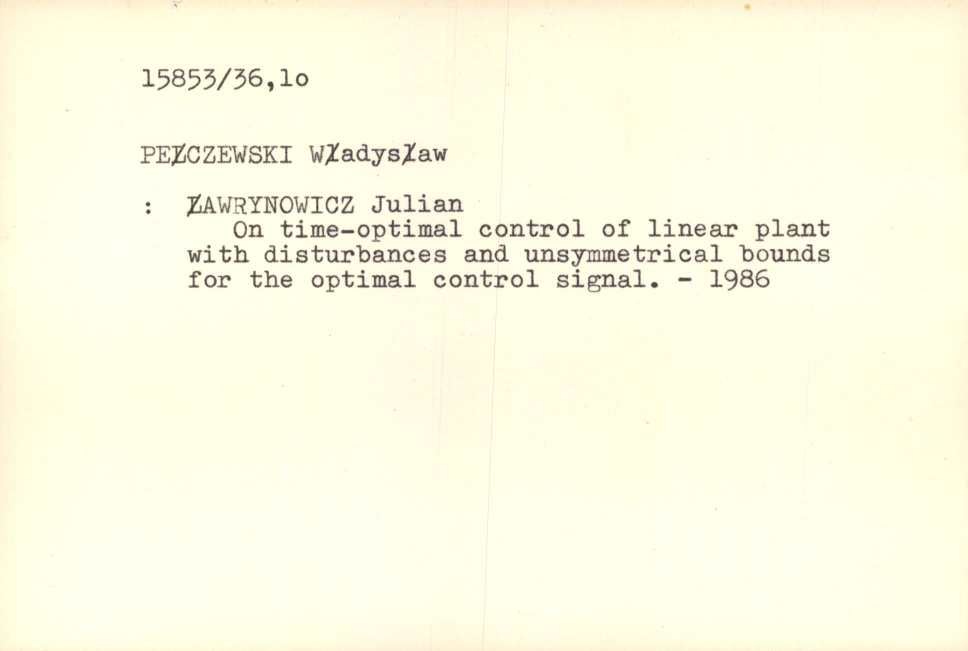 15853/36,1o
PEŁCZEWSKI Władysław
: ŁAWRYNOWICZ Julian
On time-optimal control of linear plant
with disturbances and unsymmetrical bounds
for the optimal control signal. - 1986